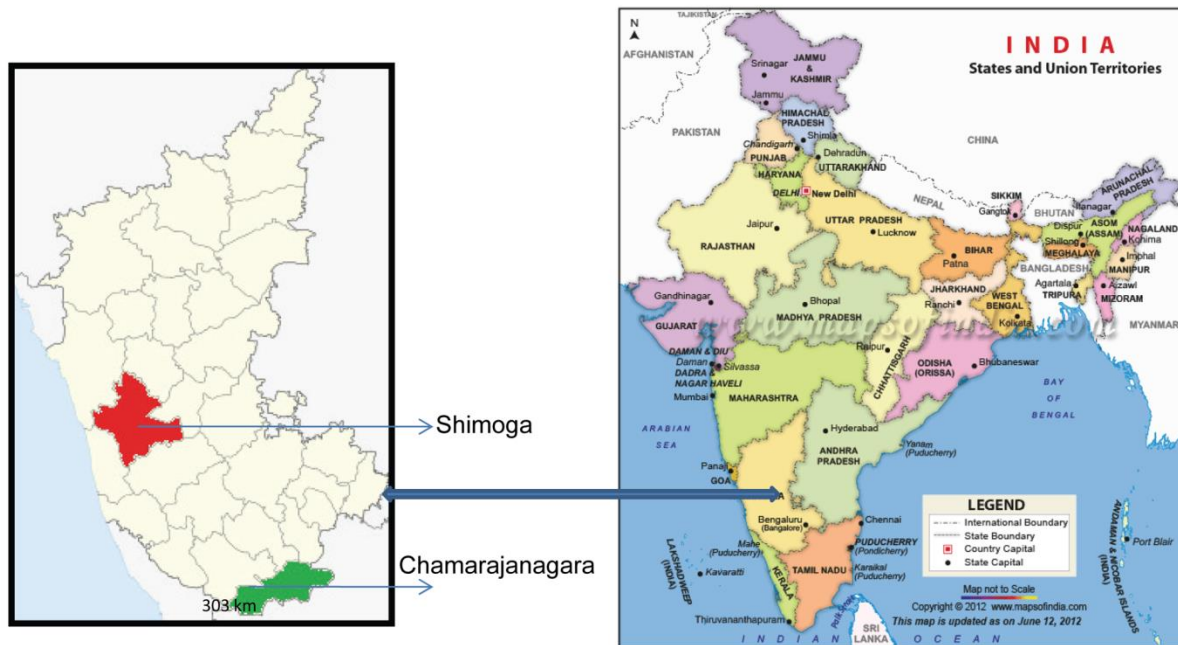 Shimoga
Chamarajanagara
303 km
N
INDIA
States and Union Territories
TAJIKISTAN
AFGHANISTAN
JAMMU
&
KASHMIR
Srinagar
Jammu
HIMACHAL
PRADESH
Shimla
PAKISTAN
Chandigarh
PUNJAB
Dehradun
UTTARAKHAND
HARYANA
DELHI
New Delhi
CHINA
RAJASTHAN
Jaipur
UTTAR PRADESH
Lucknow
NEPAL
SIKKIM
Gangtok
BHUTAN
ARUNACHAL
PRADESH
Itanagar
Dispur
ASOM
(ASSAM)
NAGALAND
Kohima
Shillong
MEGHALAYA
Imphal
MANIPUR
BANGLADESH
Agartala
TRIPURA
Aizawl
MIZORAM
MYANMAR
BIHAR
Patna
JHARKHAND
Ranchi
WEST
BENGAL
Kolkata
Gandhinagar
GUJARAT
Bhopal
MADHYA PRADESH
www.mapsofindia.com
Raipur
CHHATTISGARH
ODISHA
(ORISSA)
Bhubaneswar
DAMAN & DIU
Daman
Silvassa
DADRA &
NAGAR HAVELI
Mumbai
MAHARASHTRA
ARABIAN
SEA
BAY
OF
BENGAL
Hyderabad
ANDHRA
PRADESH
Yanam
(Puducherry)
Panaji
GOA
A
Bengaluru
(Bangalore)
Chennai
Mahe
(Puducherry)
PUDUCHERRY
(Pondicherry)
LAKSHADWEEP
(INDIA)
Kavaratti
KERALA
TAMIL NADU
Karaikal
(Puducherry)
Thiruvananthapuram
Palk Strait
SRI
LANKA
INDIAN OCEAN
ANDAMAN & NICOBAR ISLANDS
(INDIA)
Port Blair
LEGEND
International Boundary
State Boundary
Country Capital
State Capital
Map not to Scale
Copyright © 2012 www.mapsofindia.com
This map is updated as on June 12, 2012